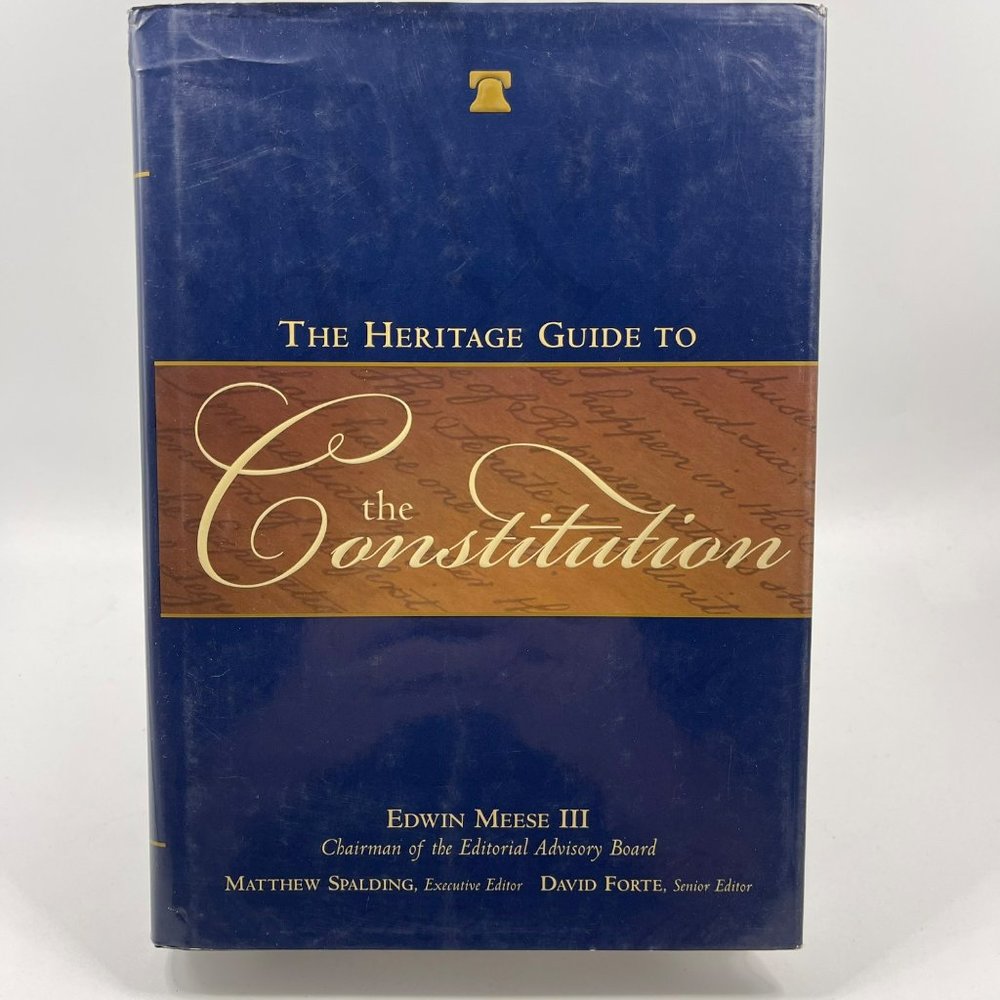 THE HERITAGE GUIDE TO
the
Constitution
EDWIN MEESE III
Chairman of the Editorial Advisory Board
MATTHEW SPALDING, Executive Editor DAVID FORTE, Senior Editor